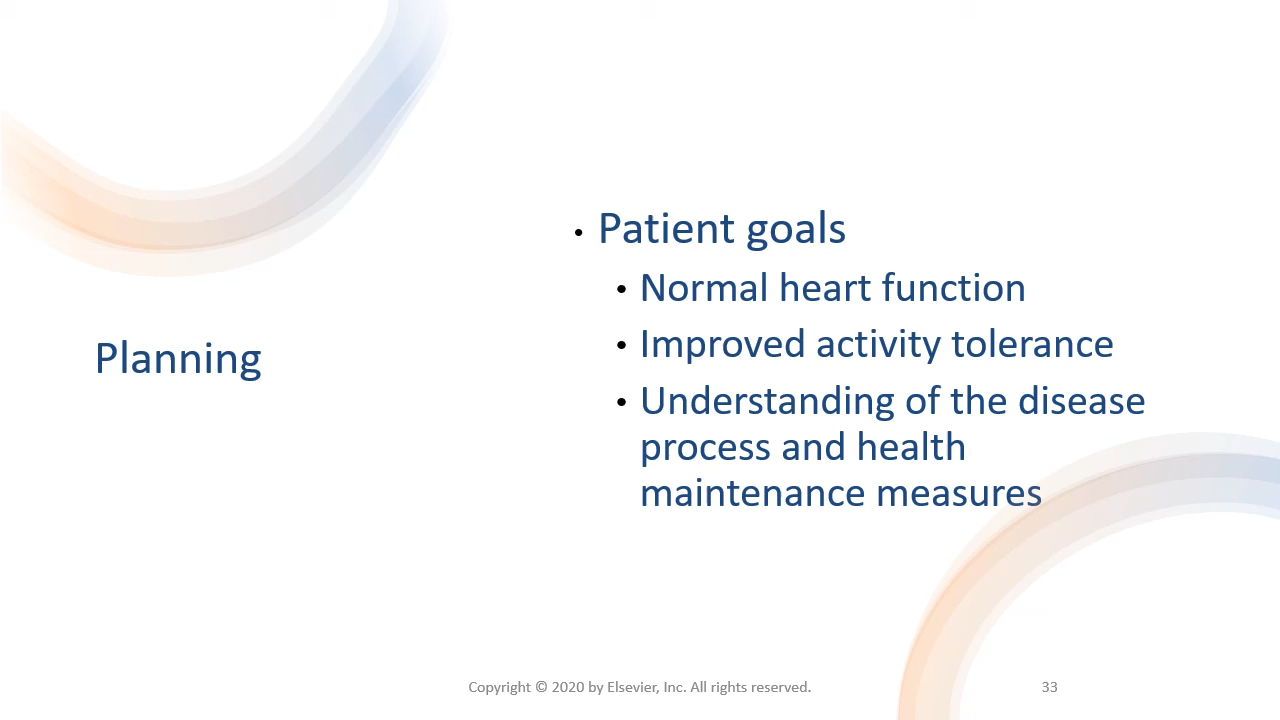 Planning
• Patient goals
• Normal heart function
• Improved activity tolerance
• Understanding of the disease
process and health
maintenance measures
Copyright © 2020 by Elsevier, Inc. All rights reserved.
33